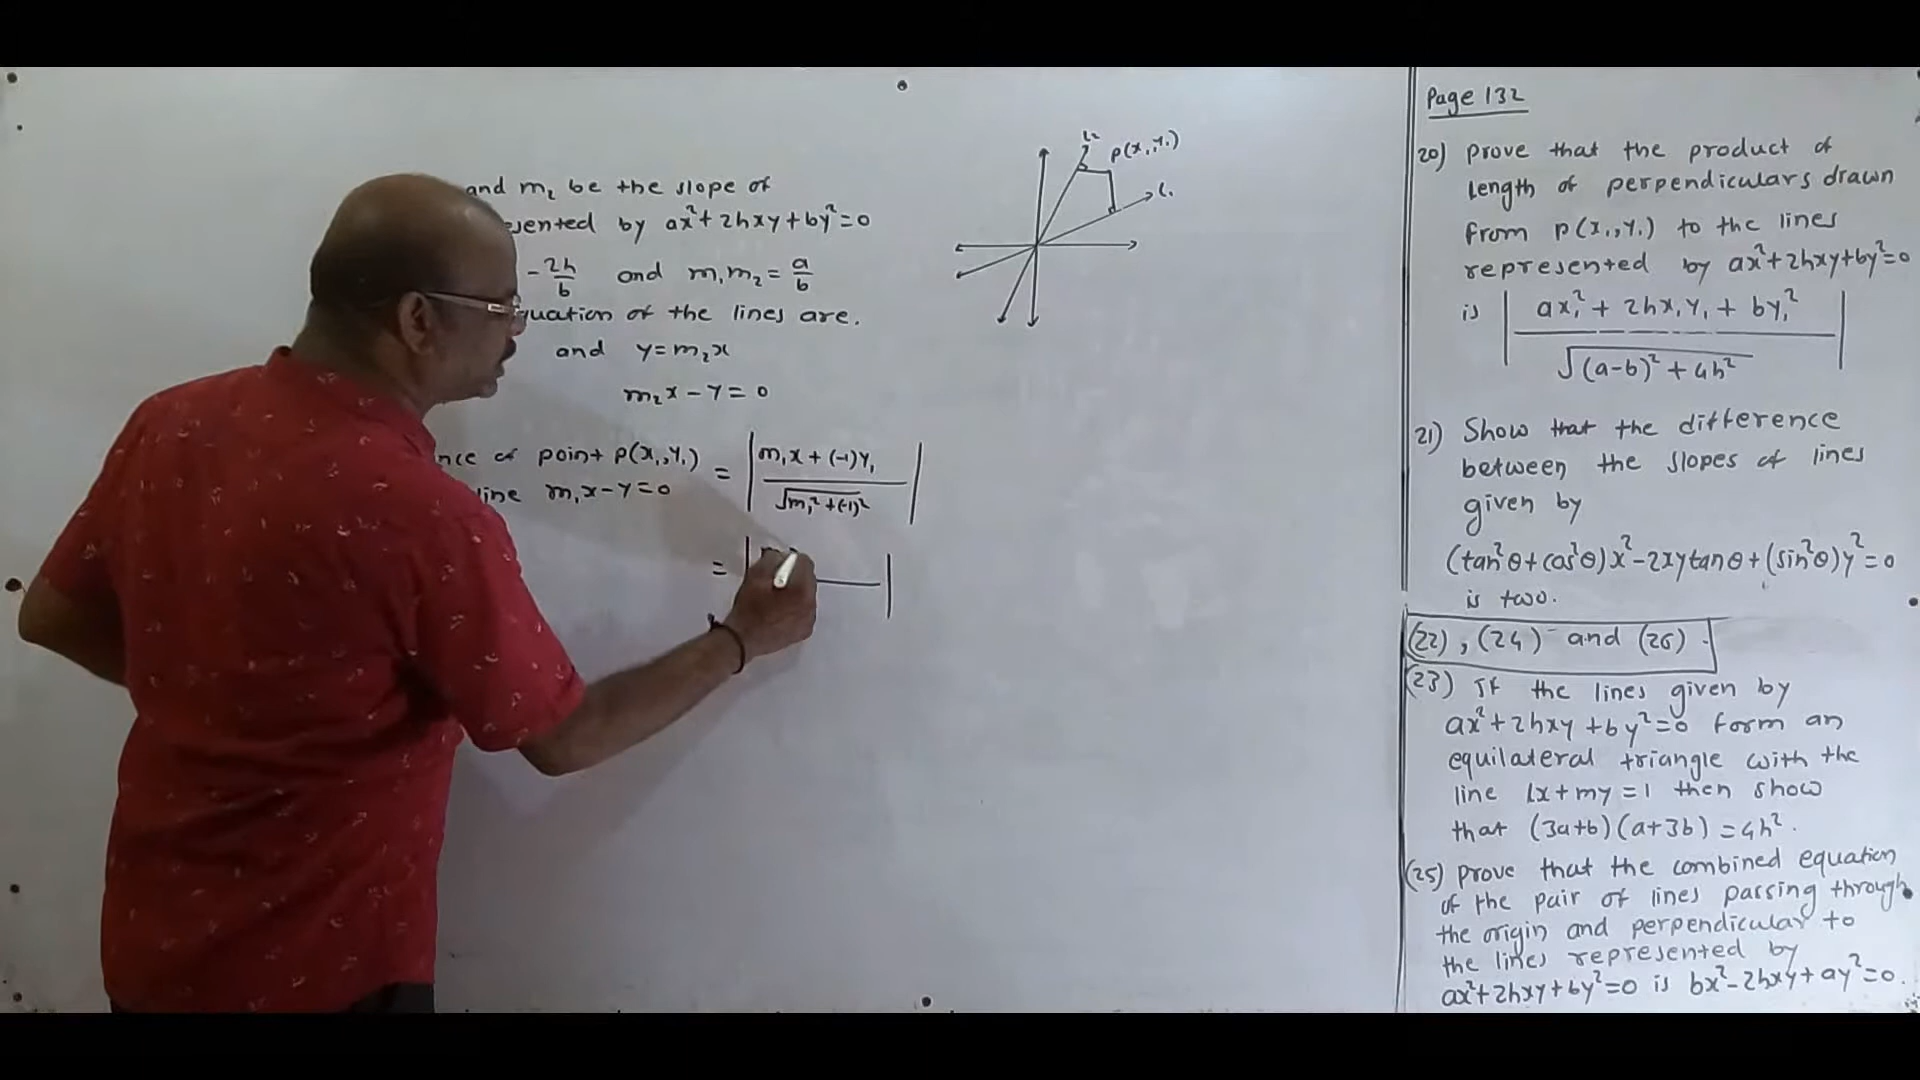 and m₂ be the slope of
sented by ax²+2hxy+by²=0
-2h/b and m₁m₂ = a/b
quation of the lines are.
and y=m₂x
m₂x-y=0
nce of point P(x₁,y₁) = |m₁x+(-1)y₁ / √m₁²+(-1)²|
line m₁x-y=0
=
L₂
P(x₁,y₁)
L₁
Page 132
20) prove that the product of
length of perpendiculars drawn
from P(x₁,y₁) to the lines
represented by ax²+2hxy+by²=0
is |ax₁²+2hx₁y₁+by₁² / √(a-b)²+4h²|
21) Show that the difference
between the slopes of lines
given by
(tan²θ+cos²θ)x²-2xytanθ+(sin²θ)y²=0
is two.
(22), (24) and (26).
(23) If the lines given by
ax²+2hxy+by²=0 form an
equilateral triangle with the
line lx+my=1 then show
that (3a+b)(a+3b)=4h².
(25) prove that the combined equation
of the pair of lines passing through
the origin and perpendicular to
the lines represented by
ax²+2hxy+by²=0 is bx²-2hxy+ay²=0.